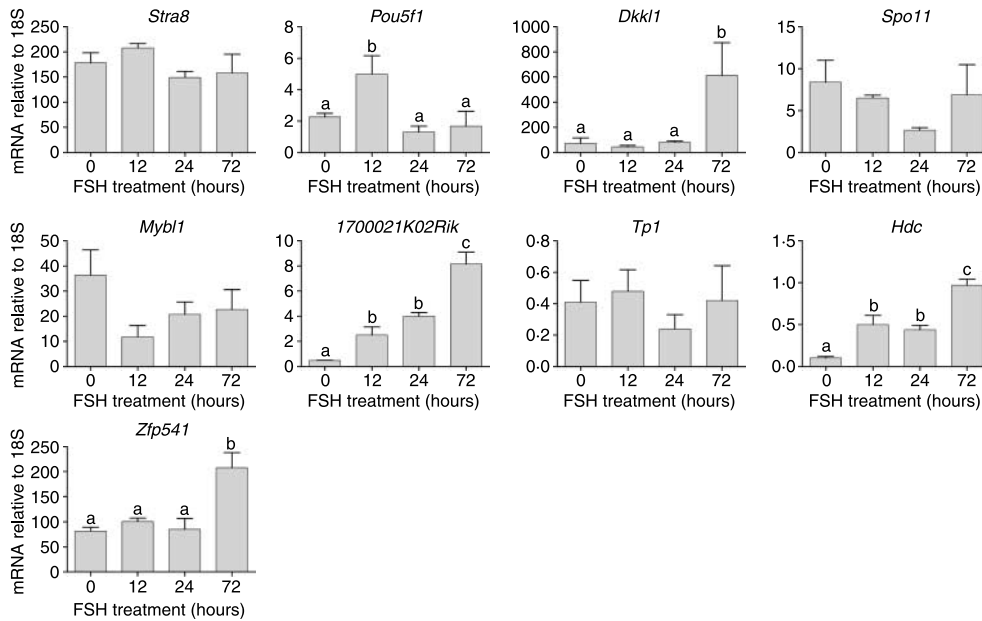 Stra8
mRNA relative to 18S
250
200
150
100
50
0
0 12 24 72
FSH treatment (hours)
Pou5f1
8
6
4
2
0
a b a a
0 12 24 72
FSH treatment (hours)
Dkkl1
1000
800
600
400
200
0
a a a b
0 12 24 72
FSH treatment (hours)
Spo11
15
10
5
0
0 12 24 72
FSH treatment (hours)
Mybl1
mRNA relative to 18S
50
40
30
20
10
0
0 12 24 72
FSH treatment (hours)
1700021K02Rik
10
8
6
4
2
0
a b b c
0 12 24 72
FSH treatment (hours)
Tp1
0·8
0·6
0·4
0·2
0·0
0 12 24 72
FSH treatment (hours)
Hdc
1·5
1·0
0·5
0·0
a b b c
0 12 24 72
FSH treatment (hours)
Zfp541
mRNA relative to 18S
250
200
150
100
50
0
a a a b
0 12 24 72
FSH treatment (hours)